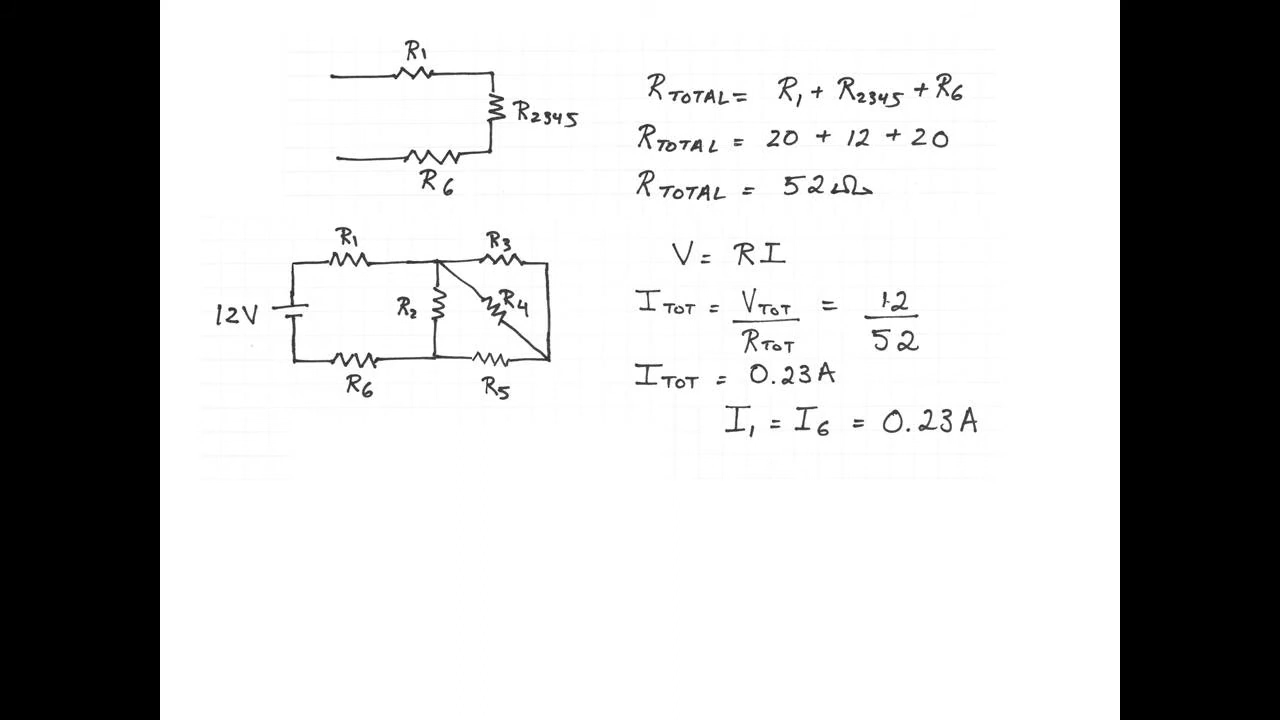 R1
R2345
R6
RTOTAL = R1 + R2345 + R6
RTOTAL = 20 + 12 + 20
RTOTAL = 52Ω
R1
R3
12V
R2
R4
R6
R5
V = RI
ITOT = VTOT / RTOT = 12 / 52
ITOT = 0.23A
I1 = I6 = 0.23A